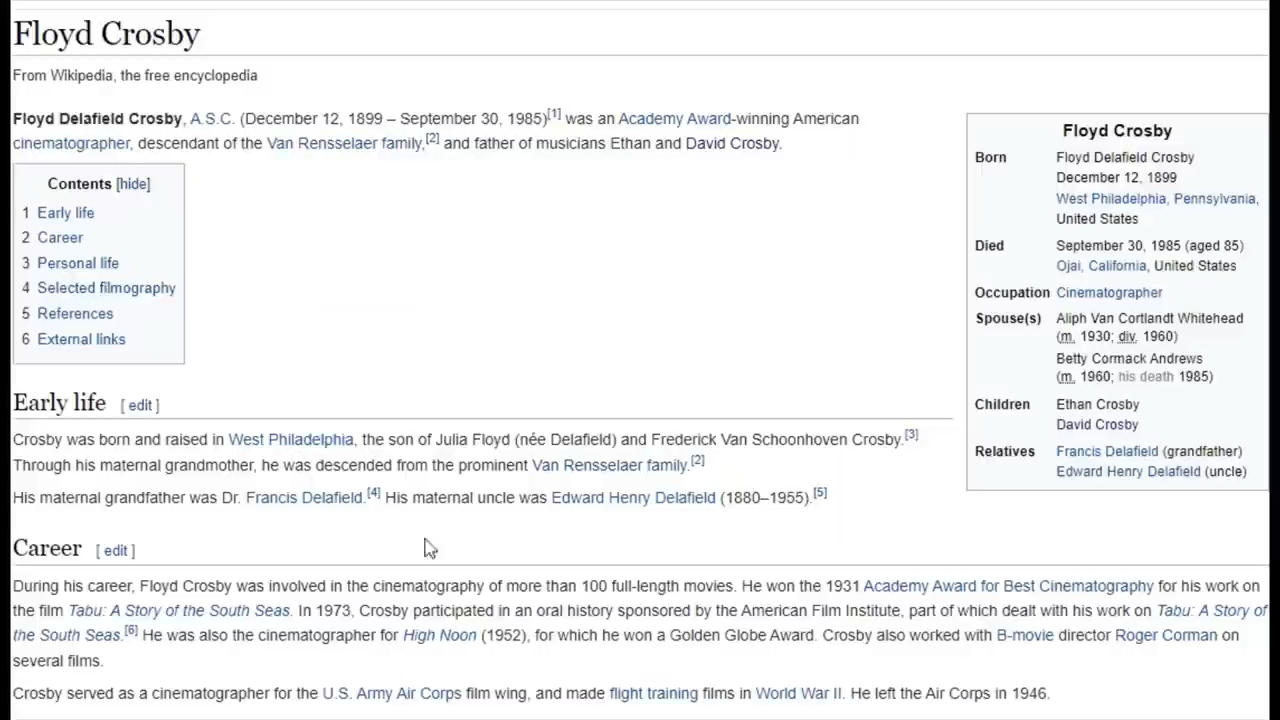 Floyd Crosby
From Wikipedia, the free encyclopedia
Floyd Delafield Crosby, A.S.C. (December 12, 1899 – September 30, 1985)[1] was an Academy Award-winning American
cinematographer, descendant of the Van Rensselaer family,[2] and father of musicians Ethan and David Crosby.
Contents [hide]
1 Early life
2 Career
3 Personal life
4 Selected filmography
5 References
6 External links
Floyd Crosby
Born Floyd Delafield Crosby
December 12, 1899
West Philadelphia, Pennsylvania,
United States
Died September 30, 1985 (aged 85)
Ojai, California, United States
Occupation Cinematographer
Spouse(s) Aliph Van Cortlandt Whitehead
(m. 1930; div. 1960)
Betty Cormack Andrews
(m. 1960; his death 1985)
Children Ethan Crosby
David Crosby
Relatives Francis Delafield (grandfather)
Edward Henry Delafield (uncle)
Early life [ edit ]
Crosby was born and raised in West Philadelphia, the son of Julia Floyd (née Delafield) and Frederick Van Schoonhoven Crosby.[3]
Through his maternal grandmother, he was descended from the prominent Van Rensselaer family.[2]
His maternal grandfather was Dr. Francis Delafield.[4] His maternal uncle was Edward Henry Delafield (1880–1955).[5]
Career [ edit ]
During his career, Floyd Crosby was involved in the cinematography of more than 100 full-length movies. He won the 1931 Academy Award for Best Cinematography for his work on
the film Tabu: A Story of the South Seas. In 1973, Crosby participated in an oral history sponsored by the American Film Institute, part of which dealt with his work on Tabu: A Story of
the South Seas.[6] He was also the cinematographer for High Noon (1952), for which he won a Golden Globe Award. Crosby also worked with B-movie director Roger Corman on
several films.
Crosby served as a cinematographer for the U.S. Army Air Corps film wing, and made flight training films in World War II. He left the Air Corps in 1946.